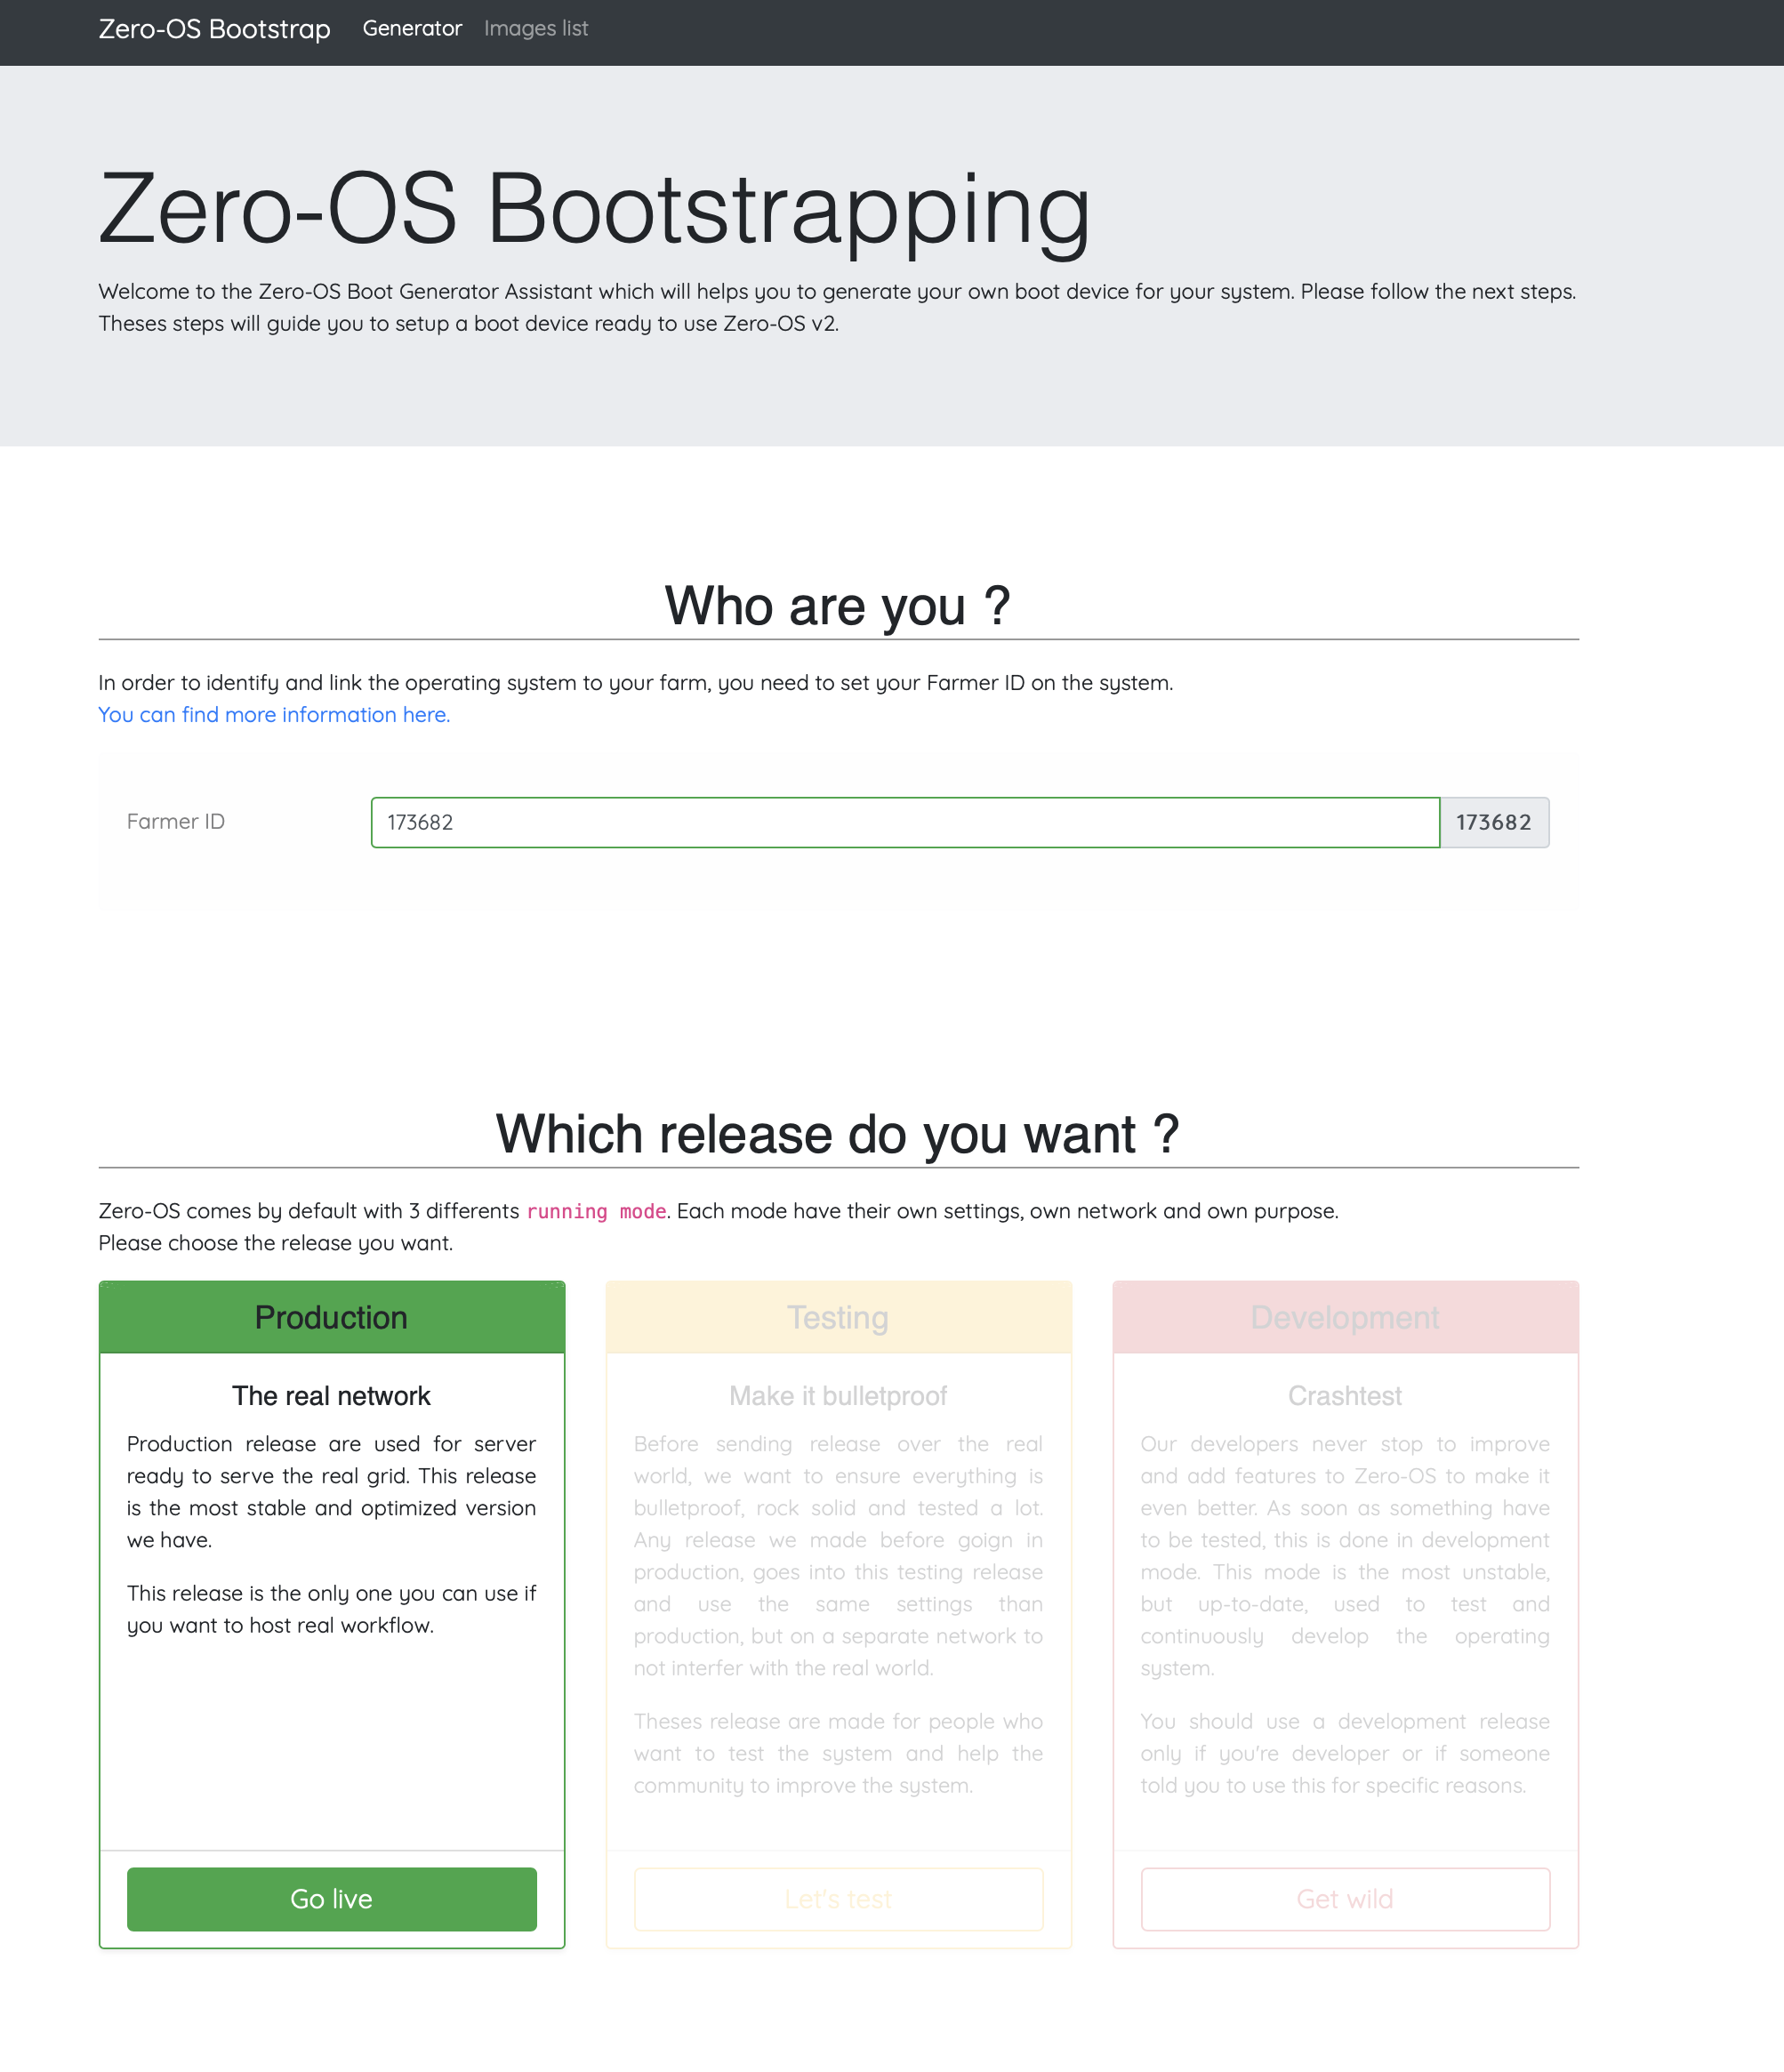 Zero-OS Bootstrap Generator Images list
Zero-OS Bootstrapping
Welcome to the Zero-OS Boot Generator Assistant which will helps you to generate your own boot device for your system. Please follow the next steps.
Theses steps will guide you to setup a boot device ready to use Zero-OS v2.
Who are you ?
In order to identify and link the operating system to your farm, you need to set your Farmer ID on the system.
You can find more information here.
Farmer ID 173682 173682
Which release do you want ?
Zero-OS comes by default with 3 differents running mode. Each mode have their own settings, own network and own purpose.
Please choose the release you want.
Production
The real network
Production release are used for server
ready to serve the real grid. This release
is the most stable and optimized version
we have.
This release is the only one you can use if
you want to host real workflow.
Go live
Testing
Make it bulletproof
Before sending release over the real
world, we want to ensure everything is
bulletproof, rock solid and tested a lot.
Any release we made before goign in
production, goes into this testing release
and use the same settings than
production, but on a separate network to
not interfer with the real world.
Theses release are made for people who
want to test the system and help the
community to improve the system.
Let's test
Development
Crashtest
Our developers never stop to improve
and add features to Zero-OS to make it
even better. As soon as something have
to be tested, this is done in development
mode. This mode is the most unstable,
but up-to-date, used to test and
continuously develop the operating
system.
You should use a development release
only if you're developer or if someone
told you to use this for specific reasons.
Get wild